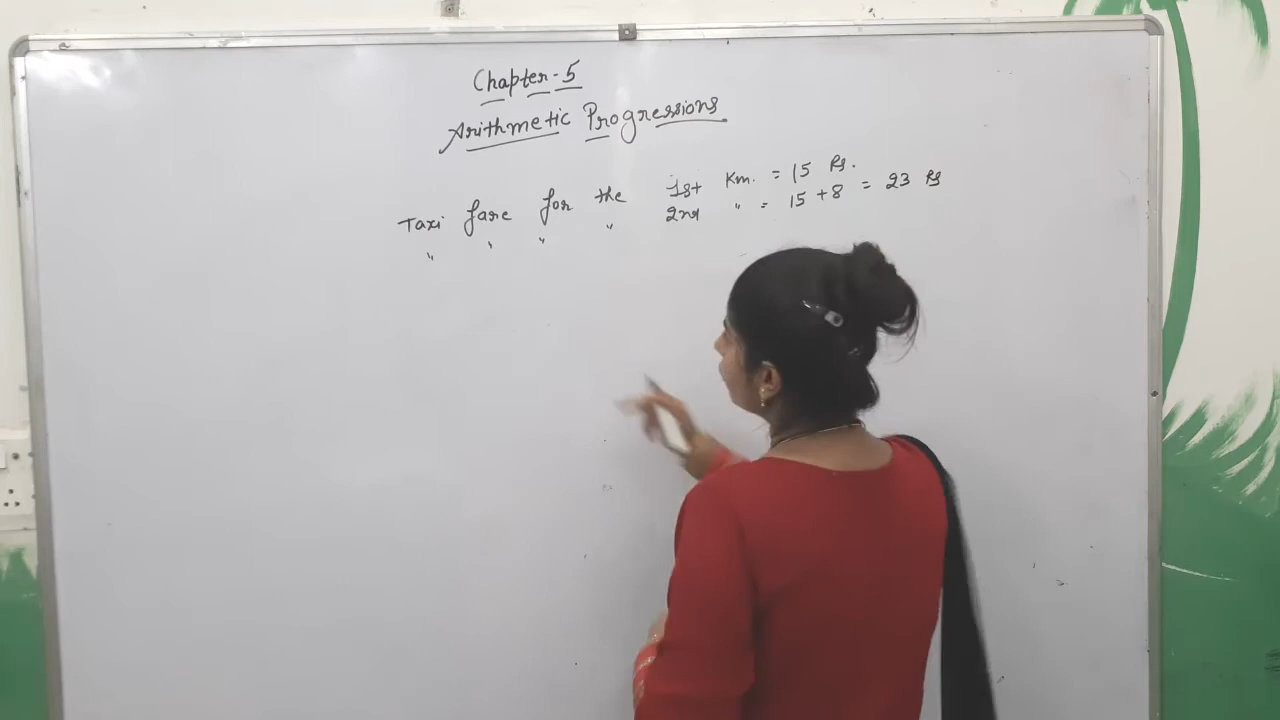 Chapter-5
Arithmetic Progressions
Taxi fare for the 1st Km. = 15 Rs.
" " " " 2nd " = 15 + 8 = 23 Rs